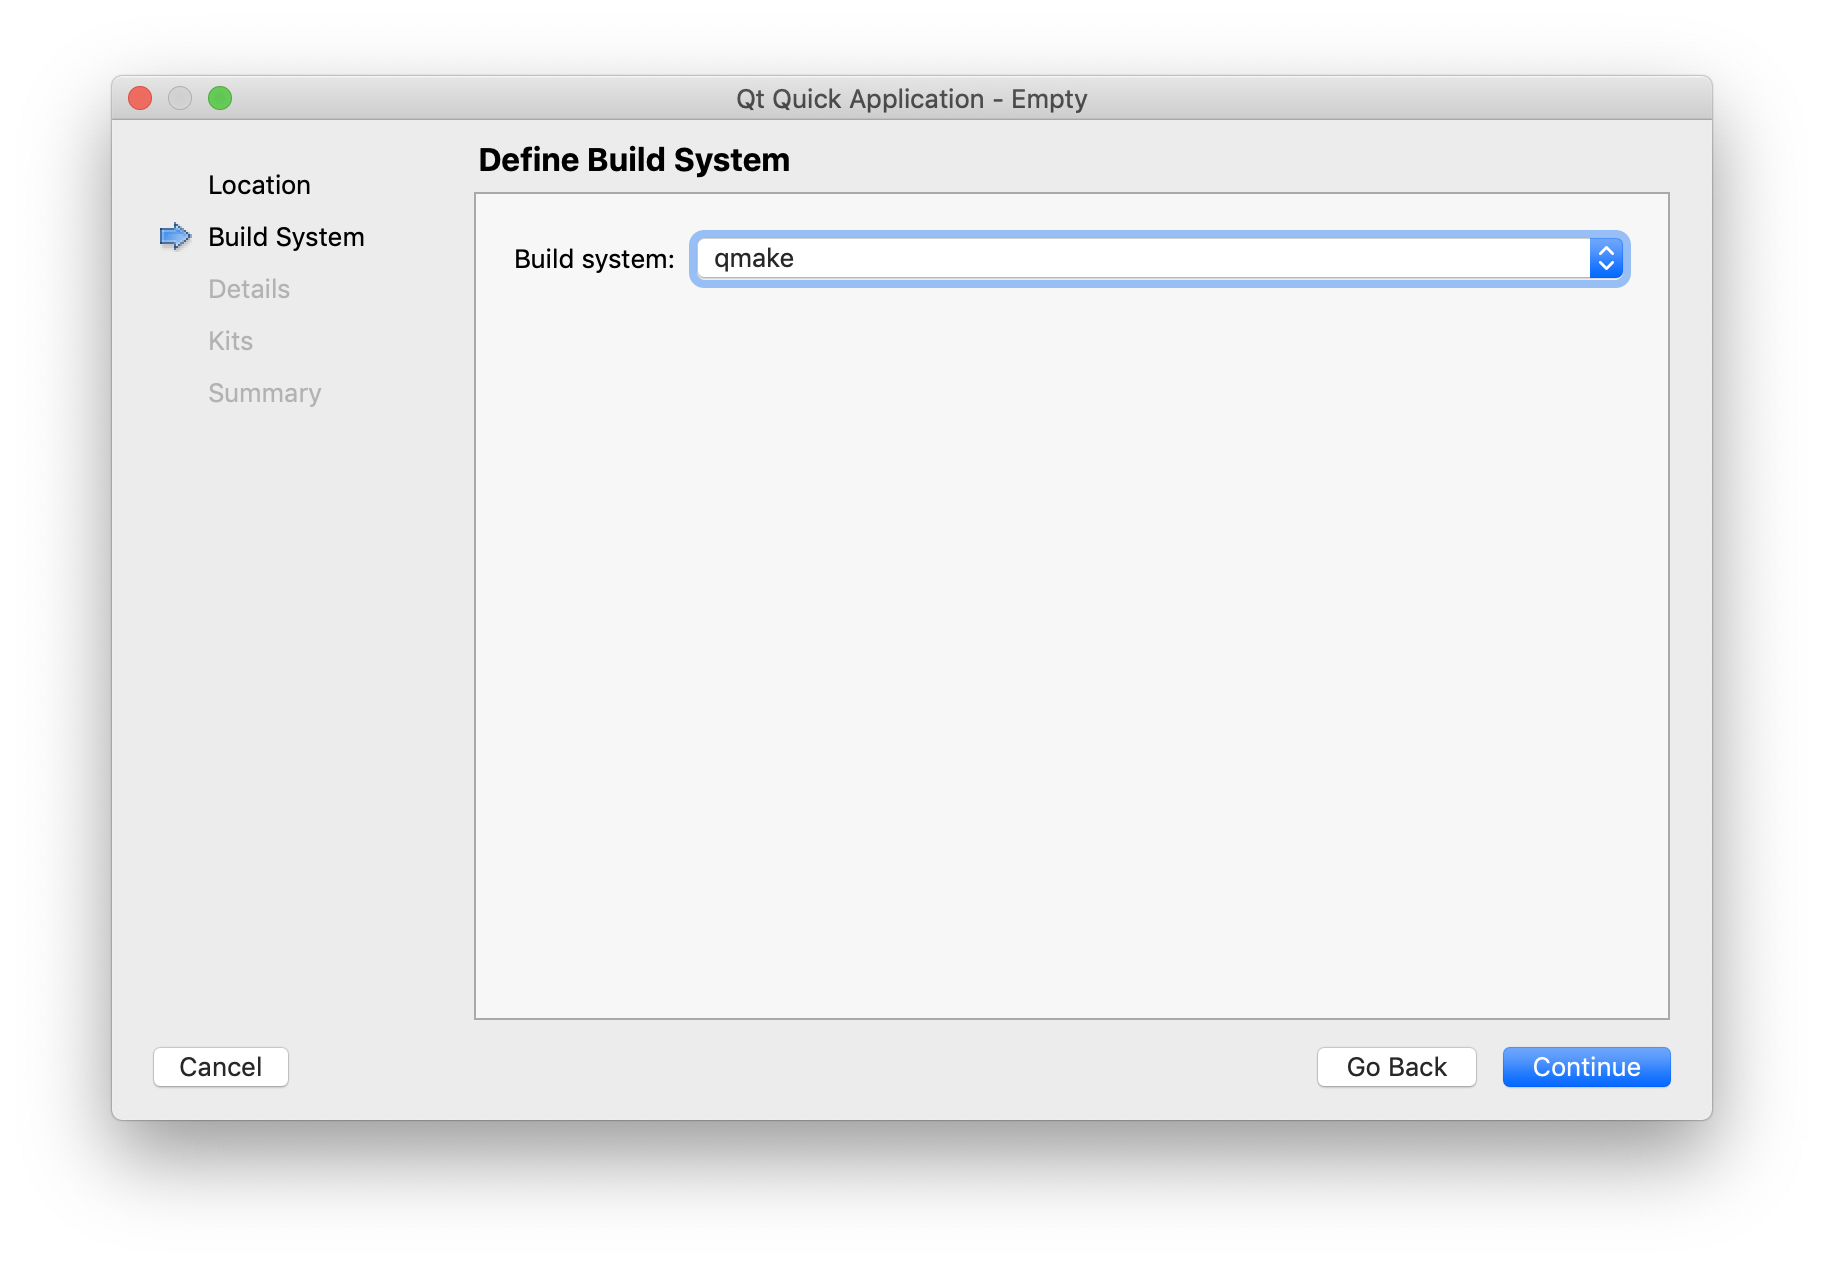 Qt Quick Application - Empty
Define Build System
Location
Build System
Details
Kits
Summary
Build system: qmake
Cancel
Go Back
Continue